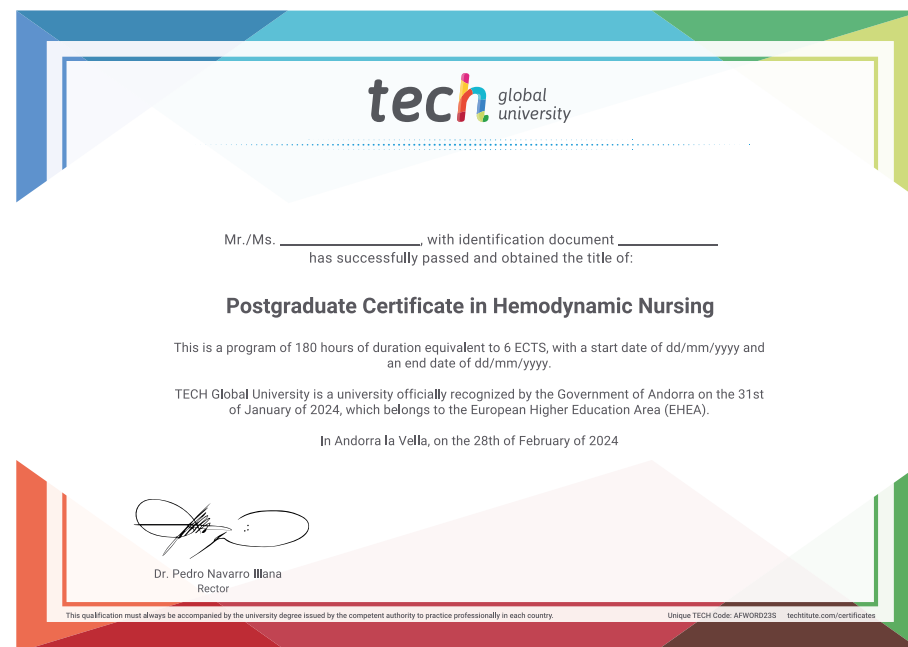 tech global university
Mr./Ms. ____________, with identification document ____________
has successfully passed and obtained the title of:
Postgraduate Certificate in Hemodynamic Nursing
This is a program of 180 hours of duration equivalent to 6 ECTS, with a start date of dd/mm/yyyy and
an end date of dd/mm/yyyy.
TECH Global University is a university officially recognized by the Government of Andorra on the 31st
of January of 2024, which belongs to the European Higher Education Area (EHEA).
In Andorra la Vella, on the 28th of February of 2024
Dr. Pedro Navarro Illana
Rector
This qualification must always be accompanied by the university degree issued by the competent authority to practice professionally in each country.
Unique TECH Code: AFWORD23S techtitute.com/certificates